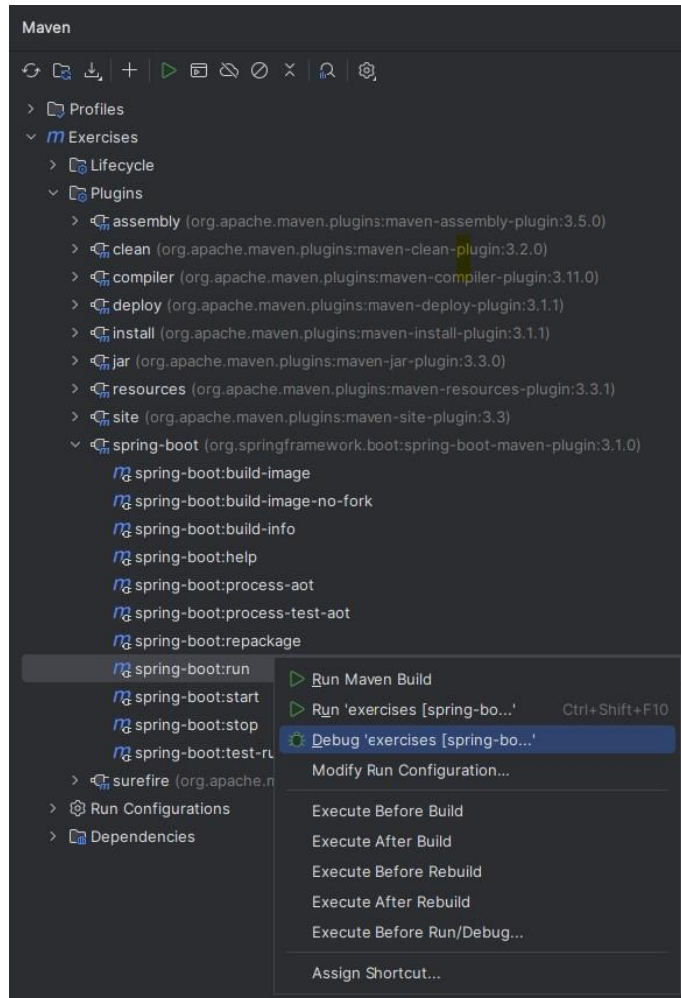 Maven
Profiles
Exercises
Lifecycle
Plugins
assembly (org.apache.maven.plugins:maven-assembly-plugin:3.5.0)
clean (org.apache.maven.plugins:maven-clean-plugin:3.2.0)
compiler (org.apache.maven.plugins:maven-compiler-plugin:3.11.0)
deploy (org.apache.maven.plugins:maven-deploy-plugin:3.1.1)
install (org.apache.maven.plugins:maven-install-plugin:3.1.1)
jar (org.apache.maven.plugins:maven-jar-plugin:3.3.0)
resources (org.apache.maven.plugins:maven-resources-plugin:3.3.1)
site (org.apache.maven.plugins:maven-site-plugin:3.3)
spring-boot (org.springframework.boot:spring-boot-maven-plugin:3.1.0)
spring-boot:build-image
spring-boot:build-image-no-fork
spring-boot:build-info
spring-boot:help
spring-boot:process-aot
spring-boot:process-test-aot
spring-boot:repackage
spring-boot:run
spring-boot:start
spring-boot:stop
spring-boot:test-ru
surefire (org.apache.n
Run Configurations
Dependencies
Run Maven Build
Run 'exercises [spring-bo...' Ctrl+Shift+F10
Debug 'exercises [spring-bo...'
Modify Run Configuration...
Execute Before Build
Execute After Build
Execute Before Rebuild
Execute After Rebuild
Execute Before Run/Debug...
Assign Shortcut...